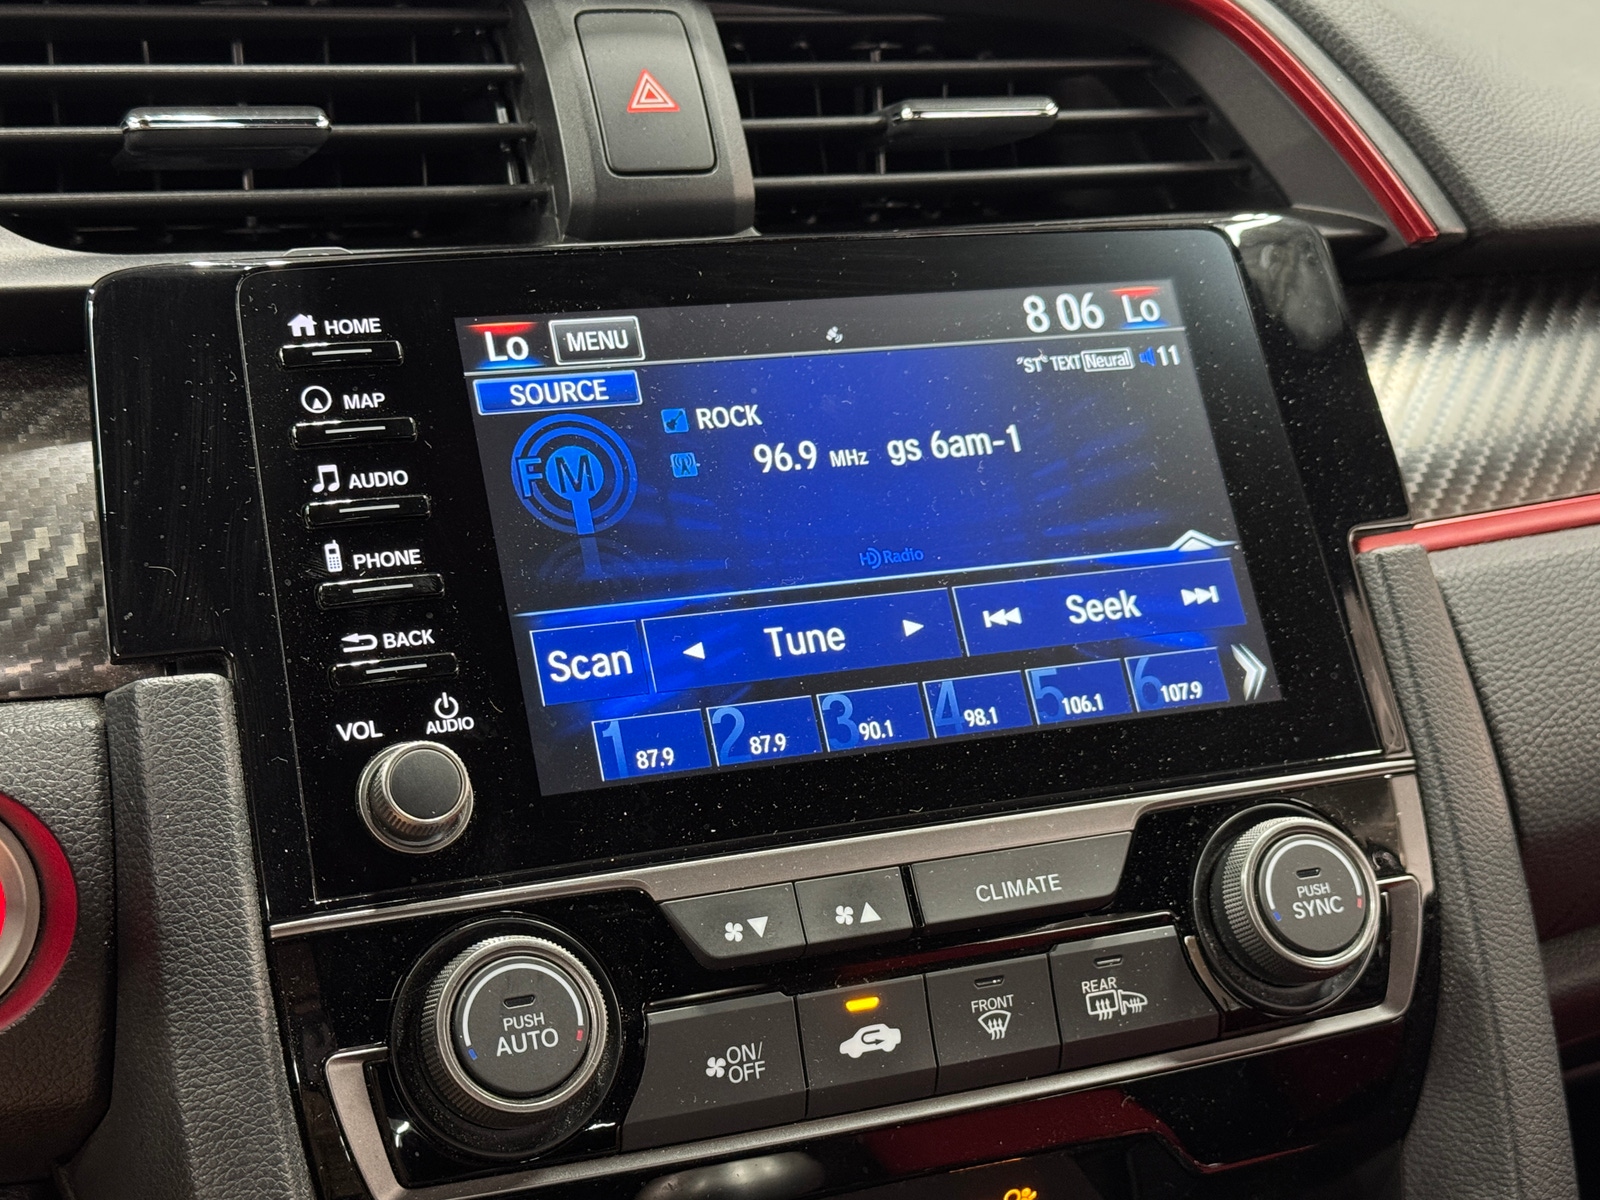 HOME
MAP
AUDIO
PHONE
BACK
VOL
AUDIO
Lo
MENU
8 06
Lo
"ST" TEXT Neural 11
SOURCE
FM
ROCK
96.9 MHz gs 6am-1
HD Radio
Scan
Tune
Seek
1 87.9
2 87.9
3 90.1
4 98.1
5 106.1
6 107.9
CLIMATE
PUSH
SYNC
PUSH
AUTO
ON/
OFF
FRONT
REAR